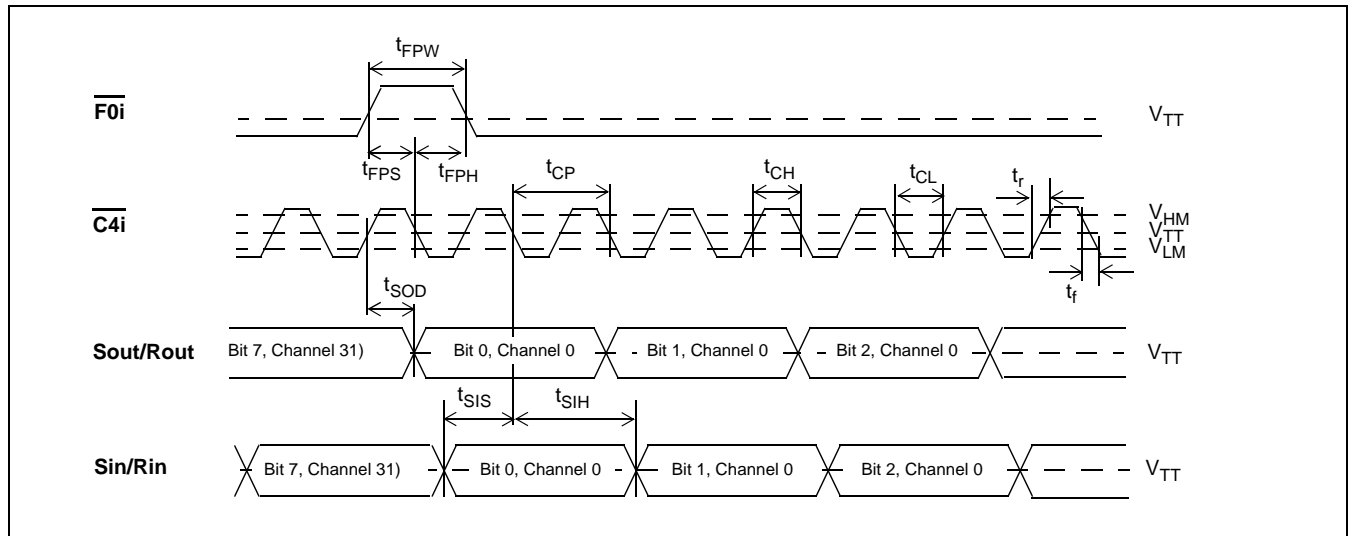 tFPW
F0i
VTT
tFPS
tFPH
tCP
tCH
tCL
tr
C4i
VHM
VTT
VLM
tSOD
tf
Sout/Rout
Bit 7, Channel 31)
Bit 0, Channel 0
Bit 1, Channel 0
Bit 2, Channel 0
VTT
tSIS
tSIH
Sin/Rin
Bit 7, Channel 31)
Bit 0, Channel 0
Bit 1, Channel 0
Bit 2, Channel 0
VTT